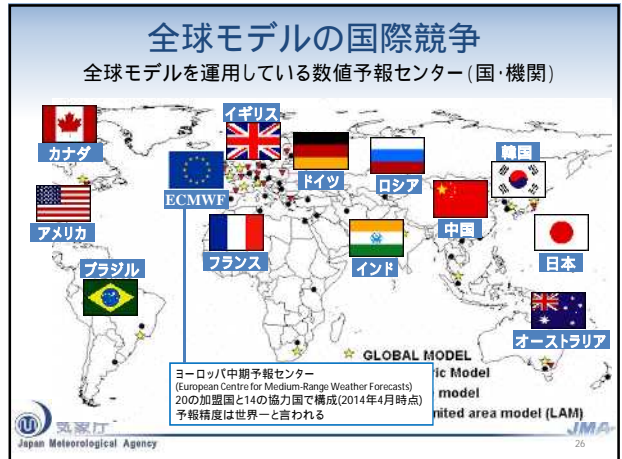 全球モデルの国際競争
全球モデルを運用している数値予報センター(国･機関)
イギリス
カナダ
ドイツ
ロシア
韓国
ECMWF
中国
アメリカ
フランス
インド
日本
ブラジル
オーストラリア
GLOBAL MODEL
ric Model
model
nited area model (LAM)
ヨーロッパ中期予報センター
(European Centre for Medium-Range Weather Forecasts)
20の加盟国と14の協力国で構成(2014年4月時点)
予報精度は世界一と言われる
気象庁
Japan Meteorological Agency
JMA
26